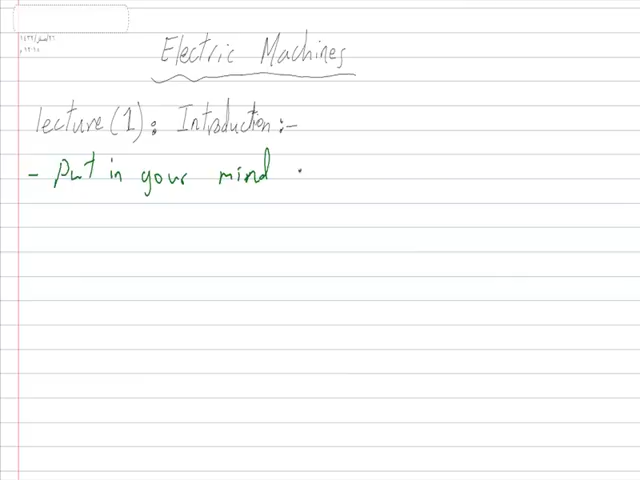 Electric Machines
lecture (1): Introduction :-
- Put in your mind